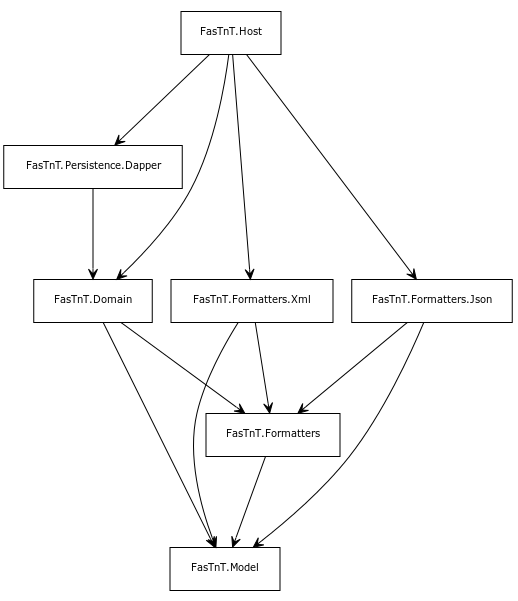 FasTnT.Host
FasTnT.Persistence.Dapper
FasTnT.Domain
FasTnT.Formatters.Xml
FasTnT.Formatters.Json
FasTnT.Formatters
FasTnT.Model